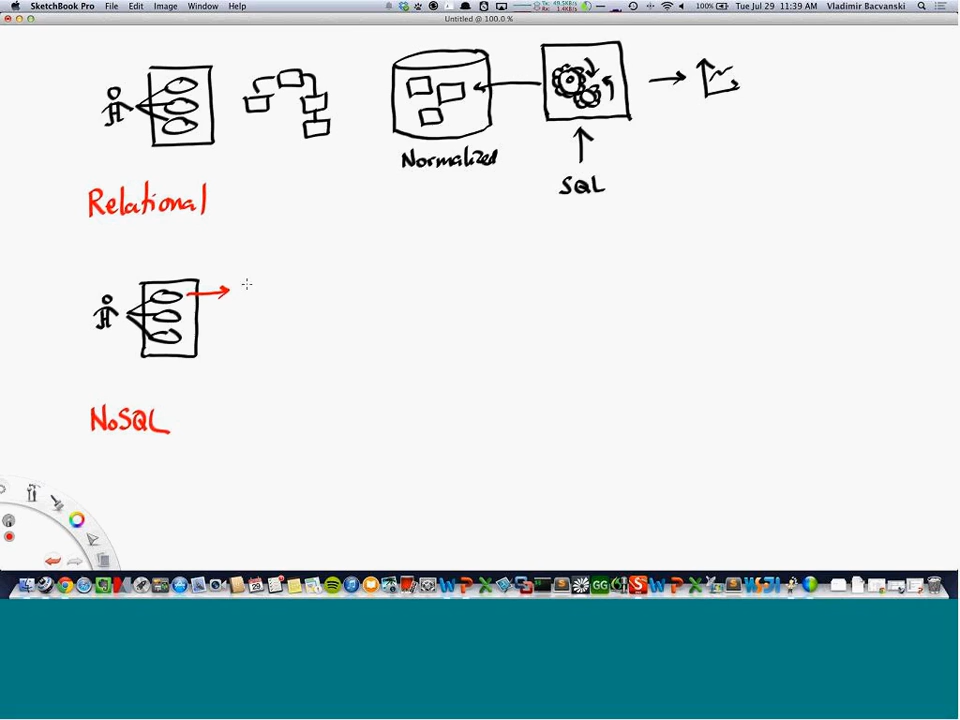 SketchBook Pro File Edit Image Window Help
100% Tue Jul 29 11:39 AM Vladimir Bacvanski
Untitled @ 100.0 %
Normalized
SQL
Relational
NoSQL